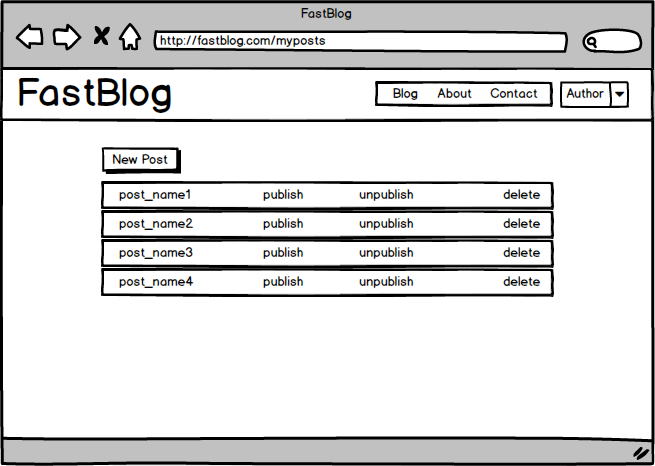 FastBlog
http://fastblog.com/myposts
FastBlog
Blog About Contact Author
New Post
post_name1 publish unpublish delete
post_name2 publish unpublish delete
post_name3 publish unpublish delete
post_name4 publish unpublish delete